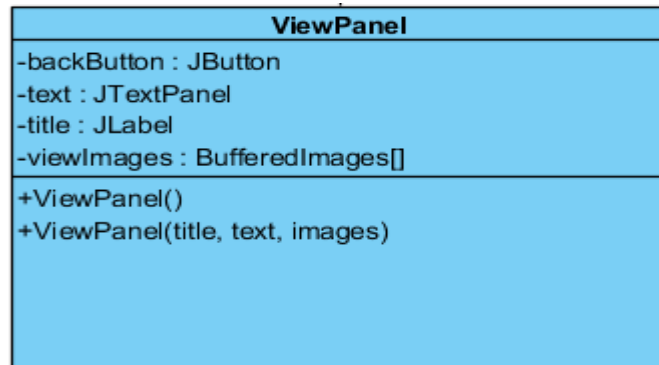 ViewPanel
-backButton : JButton
-text : JTextPanel
-title : JLabel
-viewImages : BufferedImages[]
+ViewPanel()
+ViewPanel(title, text, images)